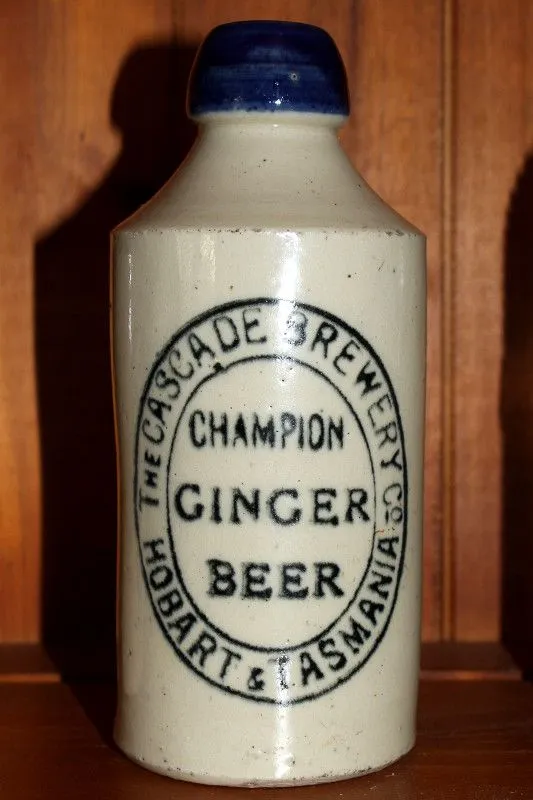 THE CASCADE BREWERY CO.
CHAMPION
GINGER
BEER
HOBART & TASMANIA